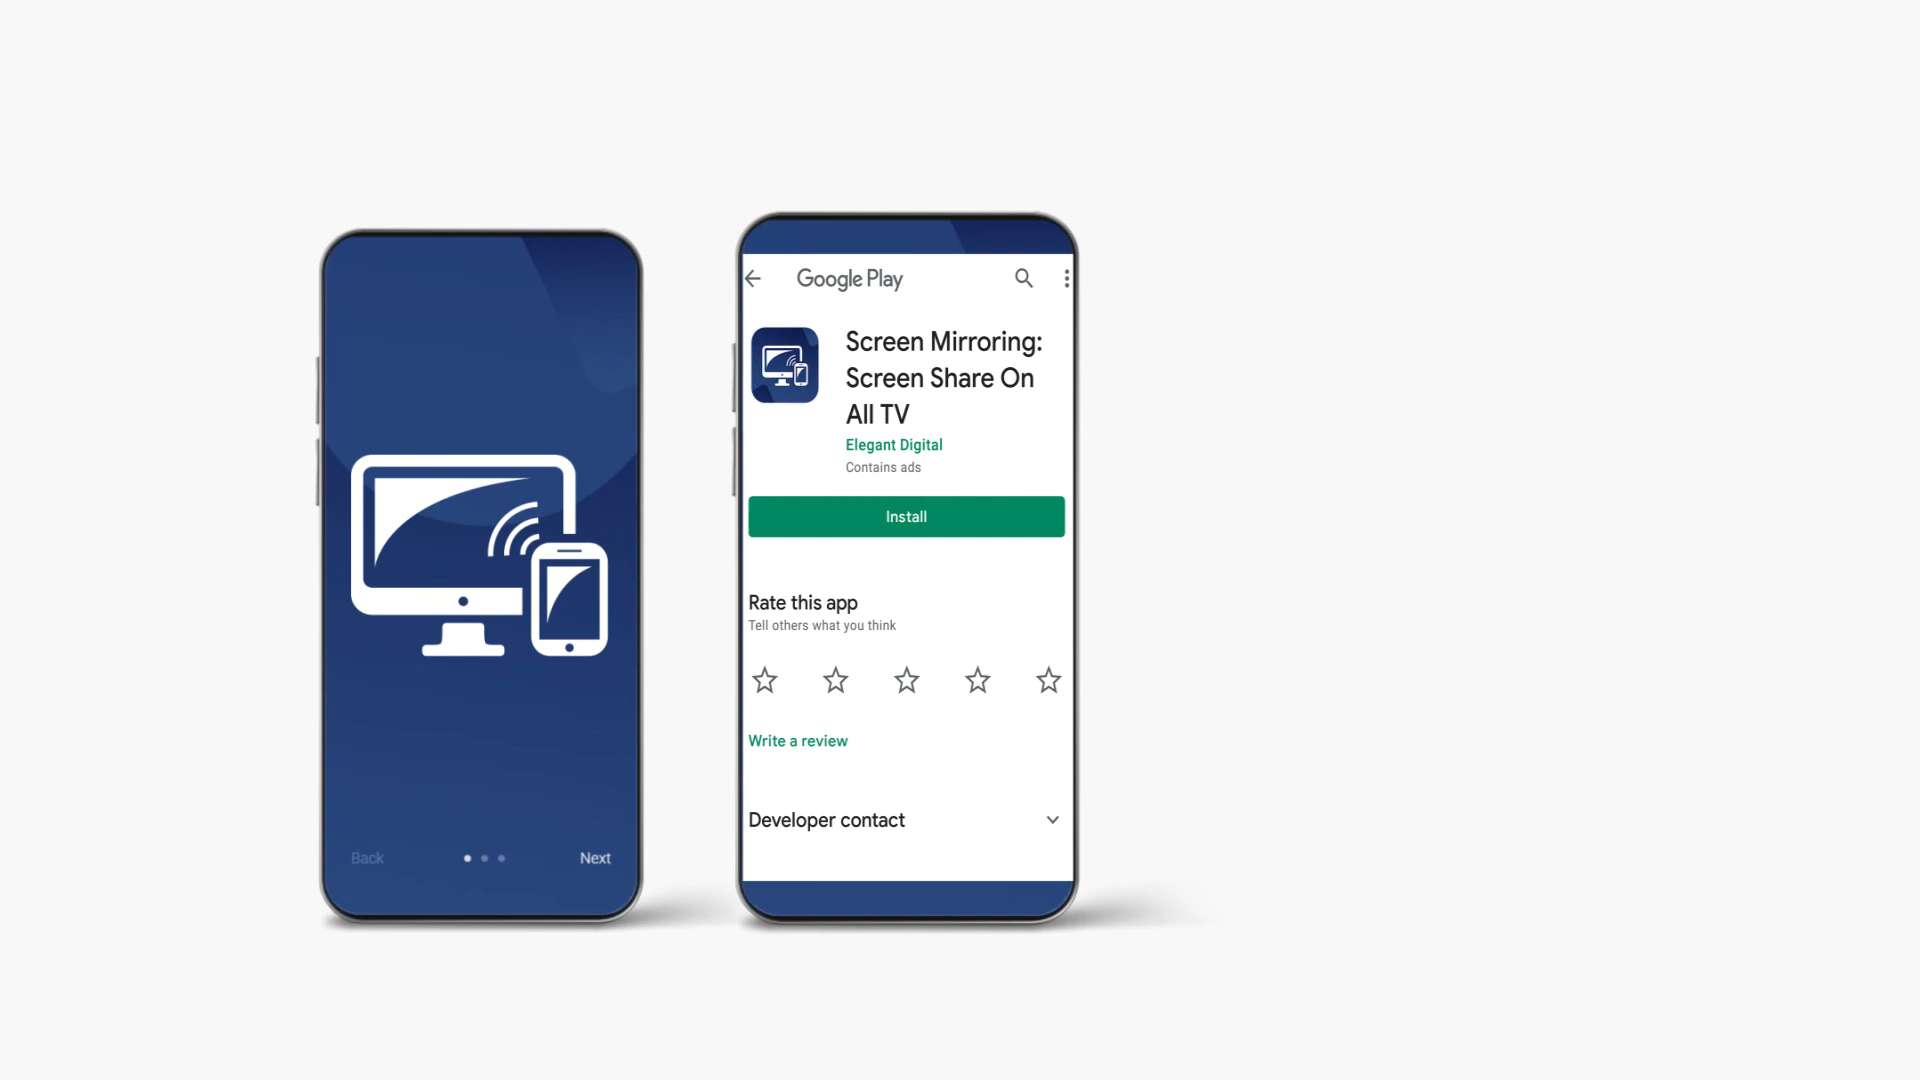 Back
Next
Google Play
Screen Mirroring:
Screen Share On
All TV
Elegant Digital
Contains ads
Install
Rate this app
Tell others what you think
Write a review
Developer contact